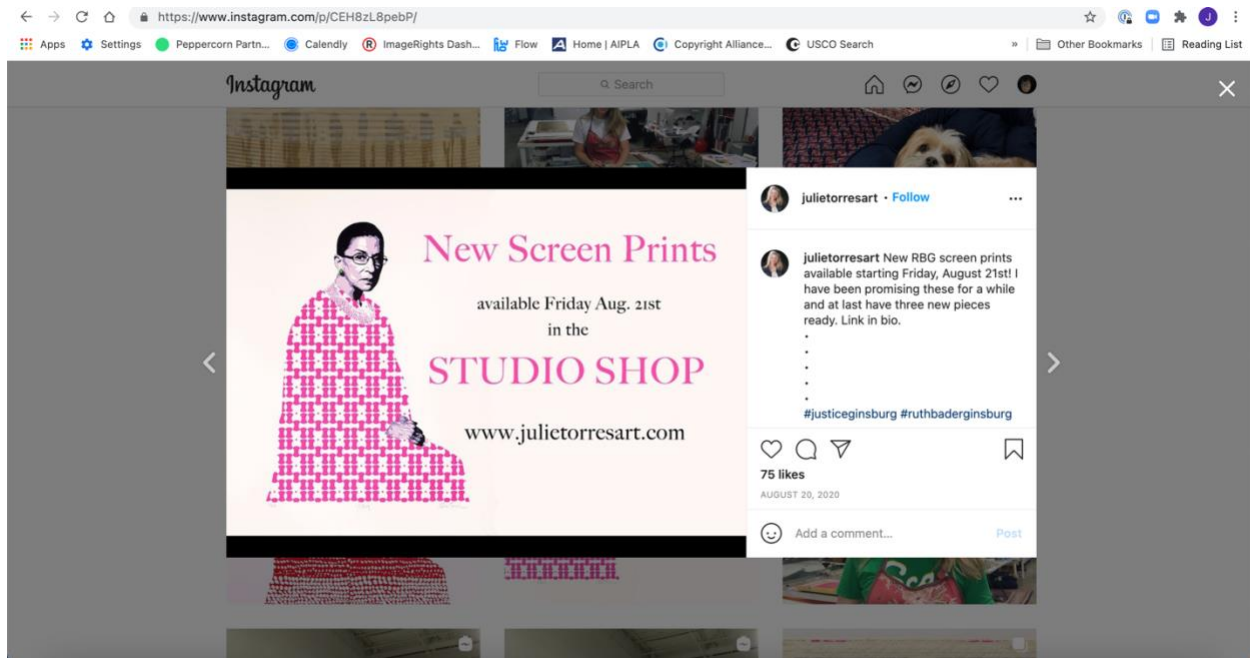 https://www.instagram.com/p/CEH8zL8pebP/
J
Apps Settings Peppercorn Partn... Calendly ImageRights Dash... Flow Home | AIPLA Copyright Alliance... USCO Search » Other Bookmarks Reading List
Instagram
Search
New Screen Prints
available Friday Aug. 21st
in the
STUDIO SHOP
www.julietorresart.com
julietorresart • Follow
julietorresart New RBG screen prints
available starting Friday, August 21st! I
have been promising these for a while
and at last have three new pieces
ready. Link in bio.
.
.
.
.
.
#justiceginsburg #ruthbaderginsburg
75 likes
AUGUST 20, 2020
Add a comment...
Post